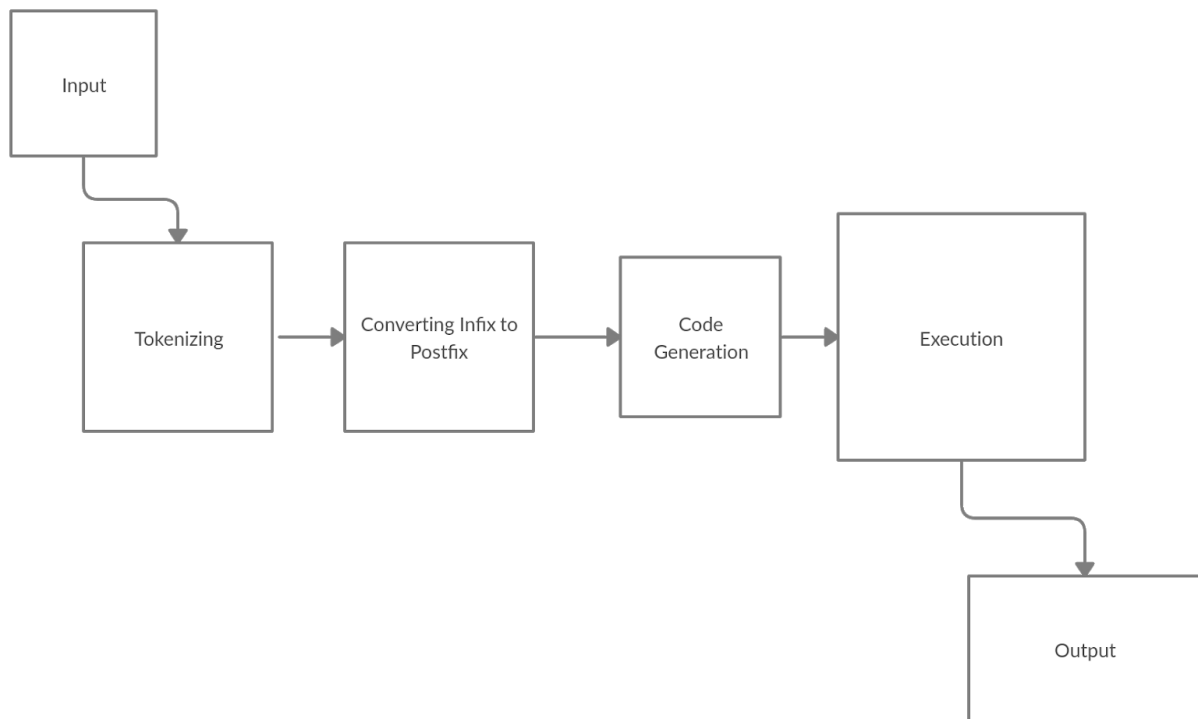 Input
Tokenizing
Converting Infix to
Postfix
Code
Generation
Execution
Output